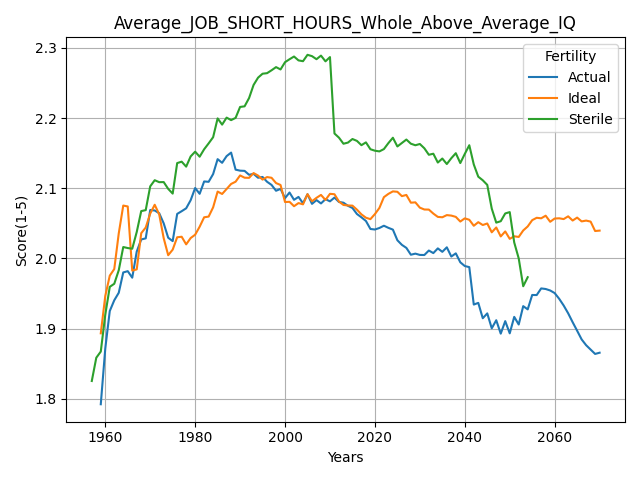 Average_JOB_SHORT_HOURS_Whole_Above_Average_IQ
Score(1-5)
2.3
2.2
2.1
2.0
1.9
1.8
Fertility
Actual
Ideal
Sterile
1960
1980
2000
2020
2040
2060
Years